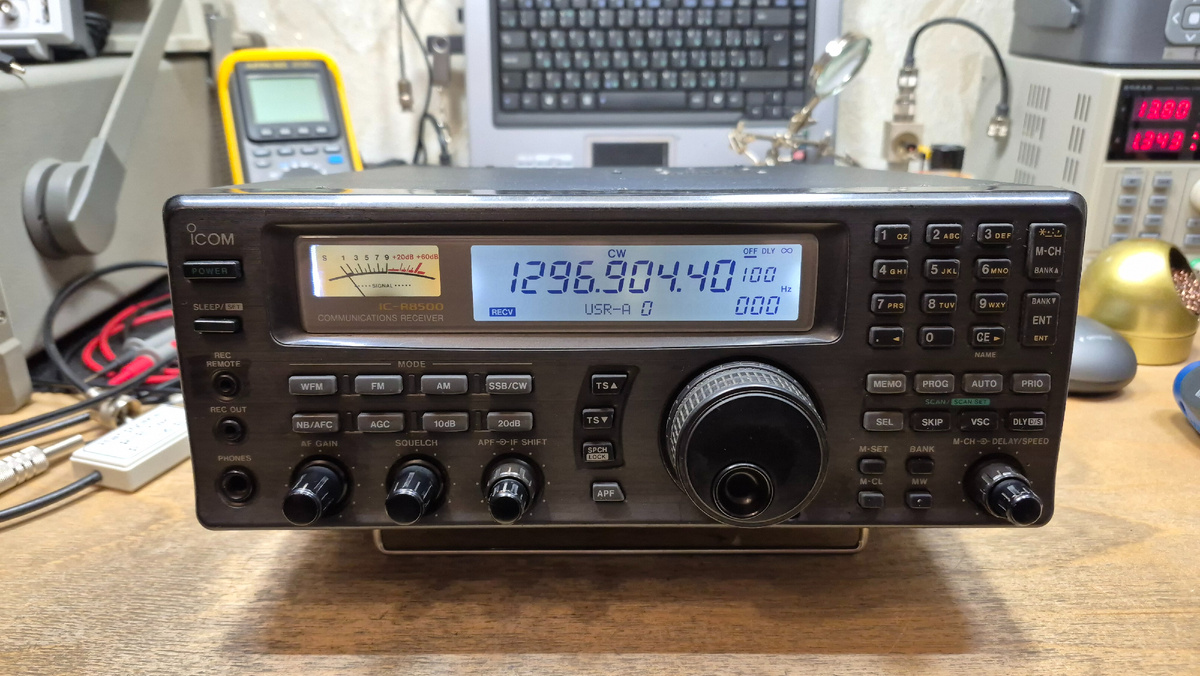 ICOM
POWER
SLEEP/SET
REC
REMOTE
REC OUT
PHONES
S 1 3 5 7 9 +20dB +60dB
SIGNAL
IC-R8500
COMMUNICATIONS RECEIVER
CW
OFF DLY ∞
1296.904.40 100
Hz
RECV
USR-A 0
000
1 QZ
2 ABC
3 DEF
M-CH
BANK▲
4 GHI
5 JKL
6 MNO
7 PRS
8 TUV
9 WXY
BANK▼
ENT
ENT
. ◄
0
CE ►
NAME
MODE
WFM
FM
AM
SSB/CW
NB/AFC
AGC
10dB
20dB
TS▲
TS▼
SPCH
LOCK
APF
AF GAIN
SQUELCH
APF IF SHIFT
MEMO
PROG
AUTO
PRIO
SCAN / SCAN SET
SEL
SKIP
VSC
DLY D/S
M-SET
BANK
M-CH DELAY/SPEED
M-CL
MW